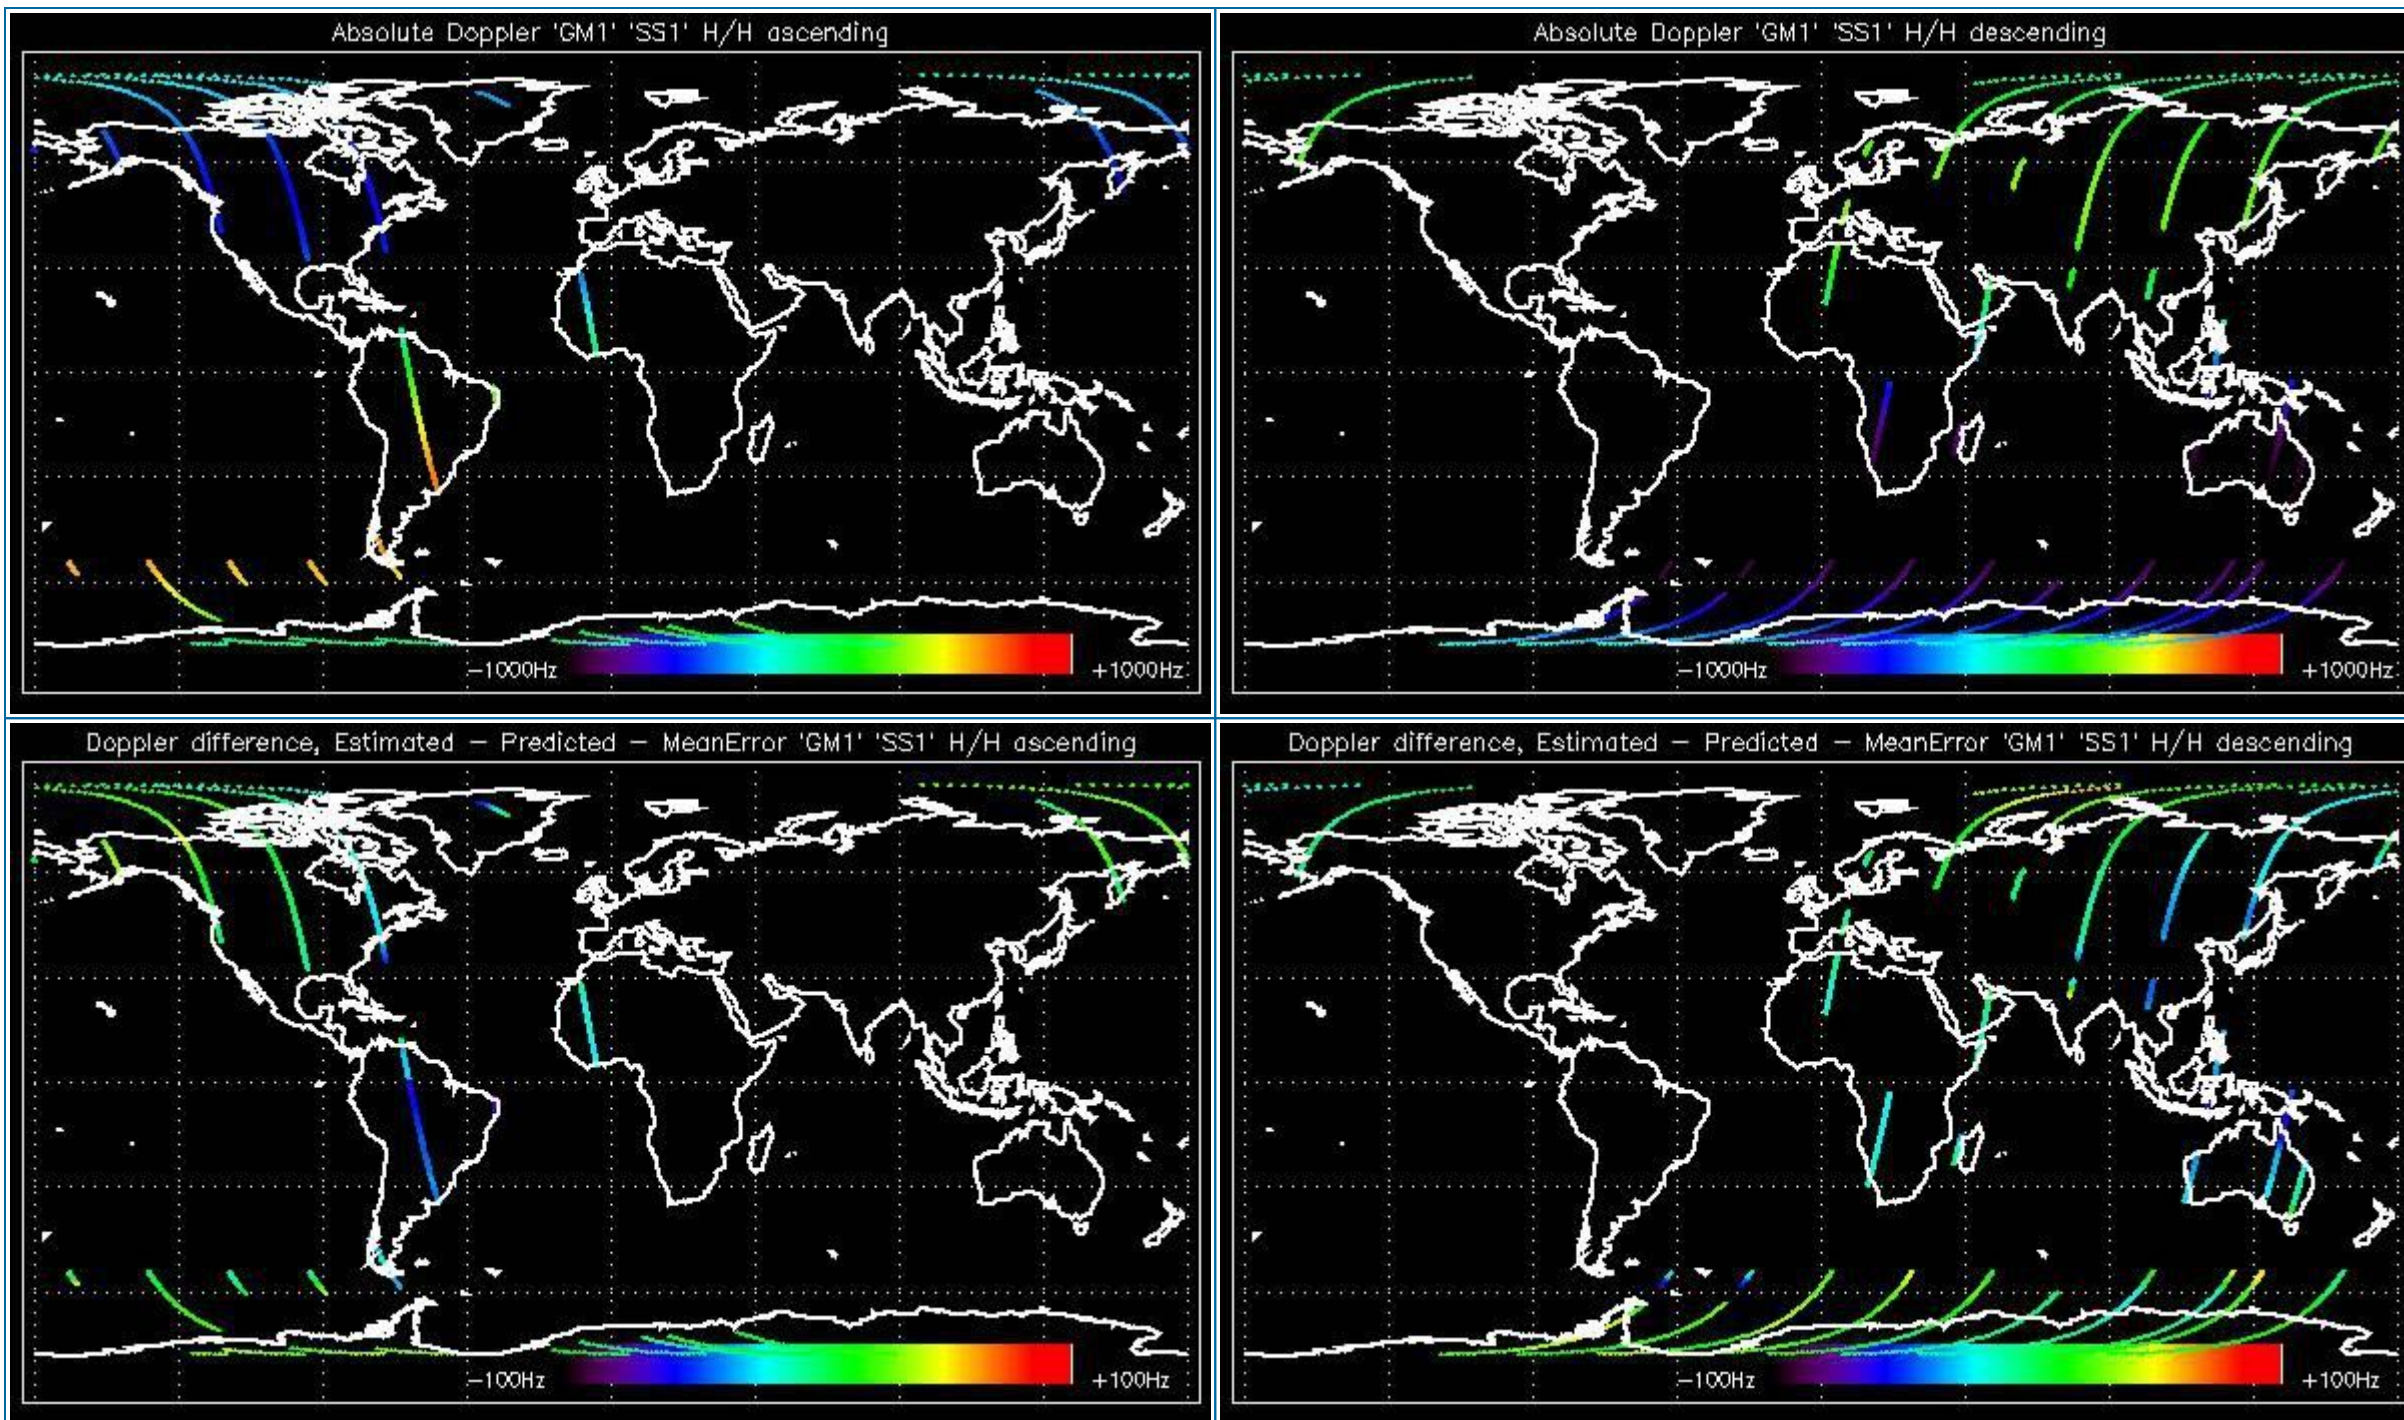 Absolute Doppler 'GM1' 'SS1' H/H ascending
-1000Hz
+1000Hz
Absolute Doppler 'GM1' 'SS1' H/H descending
-1000Hz
+1000Hz
Doppler difference, Estimated - Predicted - MeanError 'GM1' 'SS1' H/H ascending
-100Hz
+100Hz
Doppler difference, Estimated - Predicted - MeanError 'GM1' 'SS1' H/H descending
-100Hz
+100Hz